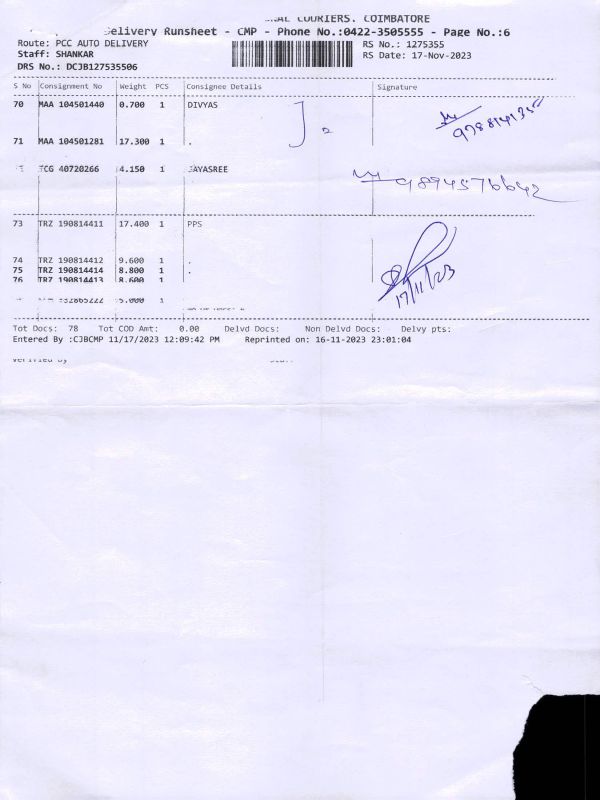 COURIERS. COIMBATORE
Delivery Runsheet - CMP - Phone No.:0422-3505555 - Page No.:6
Route: PCC AUTO DELIVERY
RS No.: 1275355
Staff: SHANKAR
RS Date: 17-Nov-2023
DRS No.: DCJB127535506
S No Consignment No Weight PCS Consignee Details Signature
70 MAA 104501440 0.700 1 DIVYAS
71 MAA 104501281 17.300 1 .
TCG 40720266 4.150 1 JAYASREE
9894576642
73 TRZ 190814411 17.400 1 PPS
74 TRZ 190814412 9.600 1 .
75 TRZ 190814414 8.800 1 .
76 TRZ 190814413 8.600 1
17/11/23
5.000 1
Tot Docs: 78 Tot COD Amt: 0.00 Delvd Docs: Non Delvd Docs: Delvy pts:
Entered By :CJBCMP 11/17/2023 12:09:42 PM Reprinted on: 16-11-2023 23:01:04
Verified By